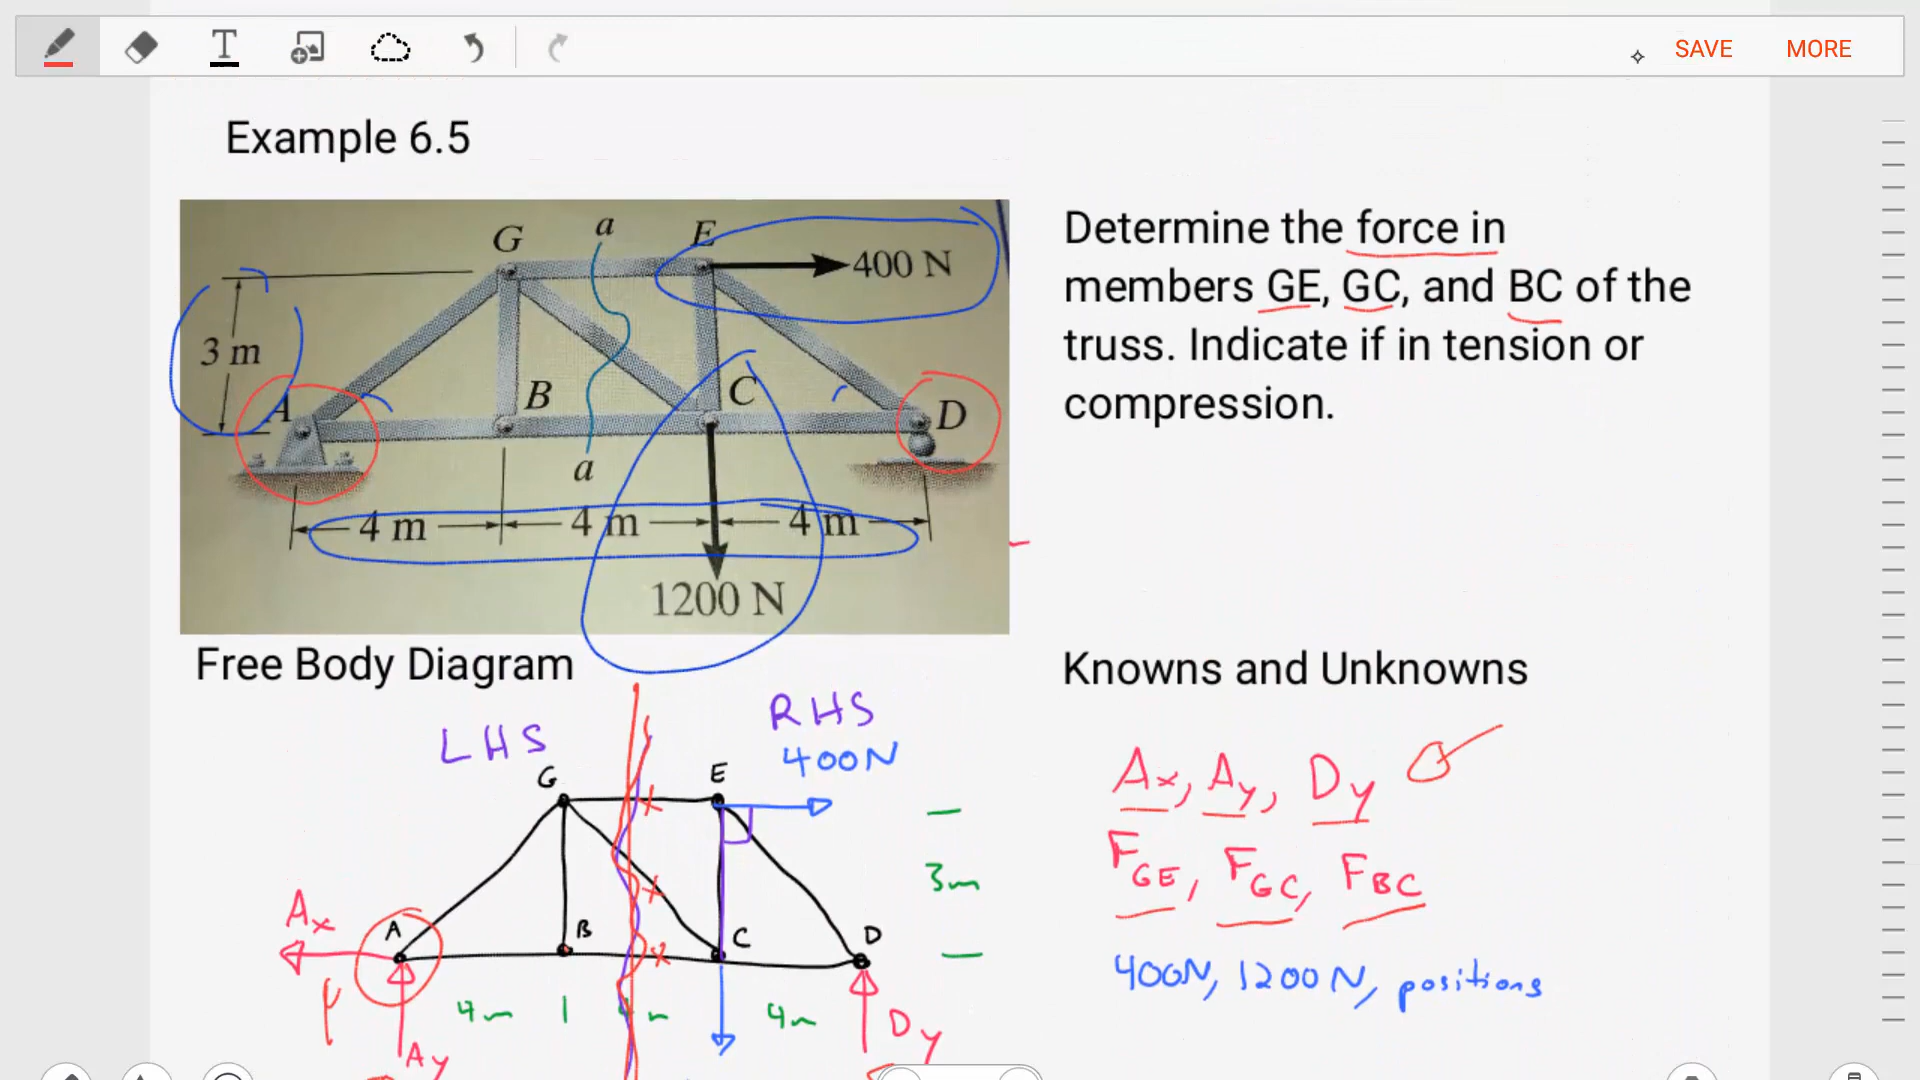 T
SAVE
MORE
Example 6.5
G
a
E
400 N
3 m
A
B
C
D
a
4 m
4 m
4 m
1200 N
Determine the force in
members GE, GC, and BC of the
truss. Indicate if in tension or
compression.
Free Body Diagram
Knowns and Unknowns
LHS
RHS
400N
G
E
3m
Ax
A
B
C
D
4m
4m
Ay
Dy
Ax, Ay, Dy
FGE, FGC, FBC
400N, 1200N, positions